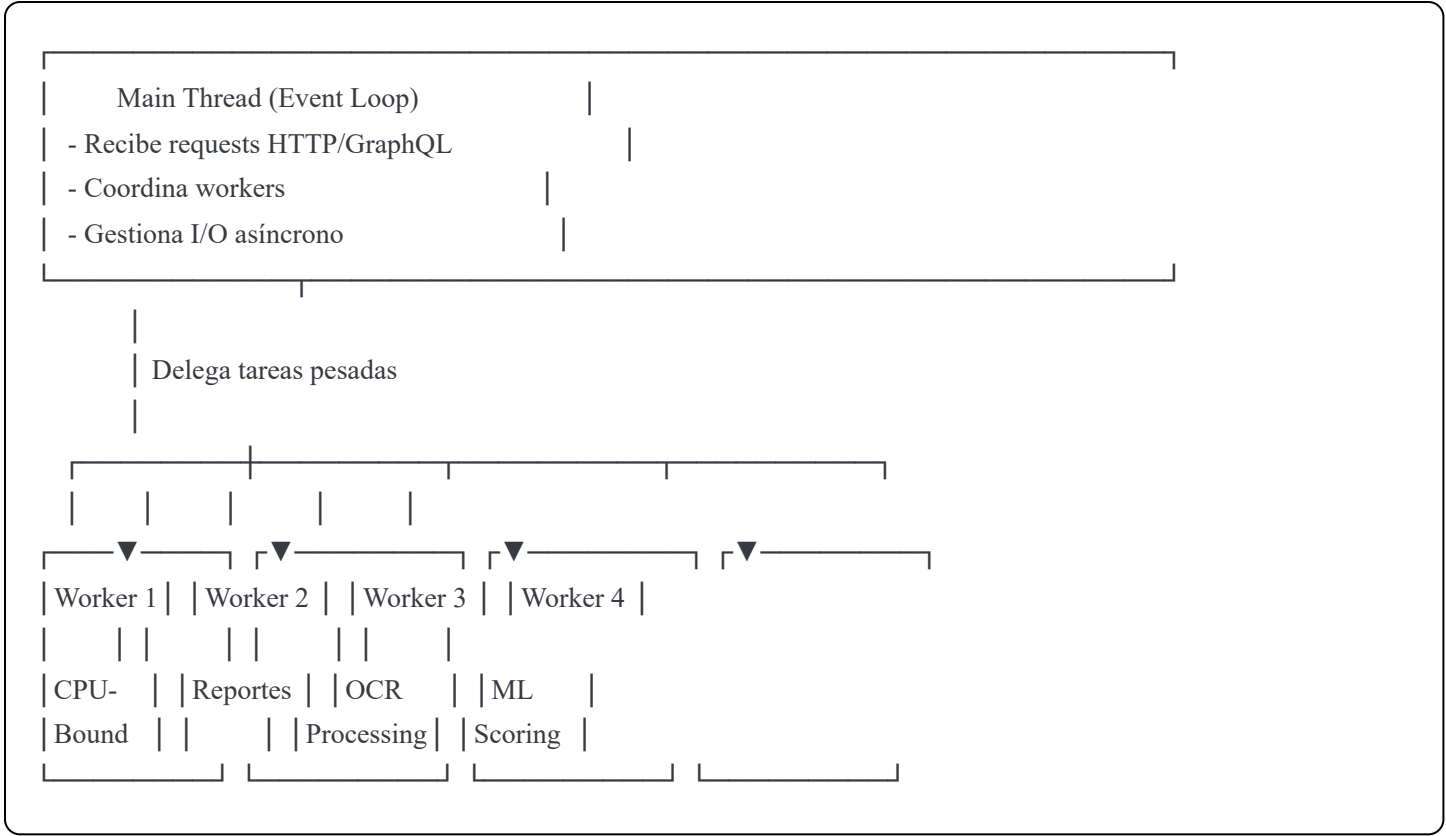 Main Thread (Event Loop)
- Recibe requests HTTP/GraphQL
- Coordina workers
- Gestiona I/O asíncrono
Delega tareas pesadas
Worker 1 Worker 2 Worker 3 Worker 4
CPU- Reportes OCR ML
Bound Processing Scoring